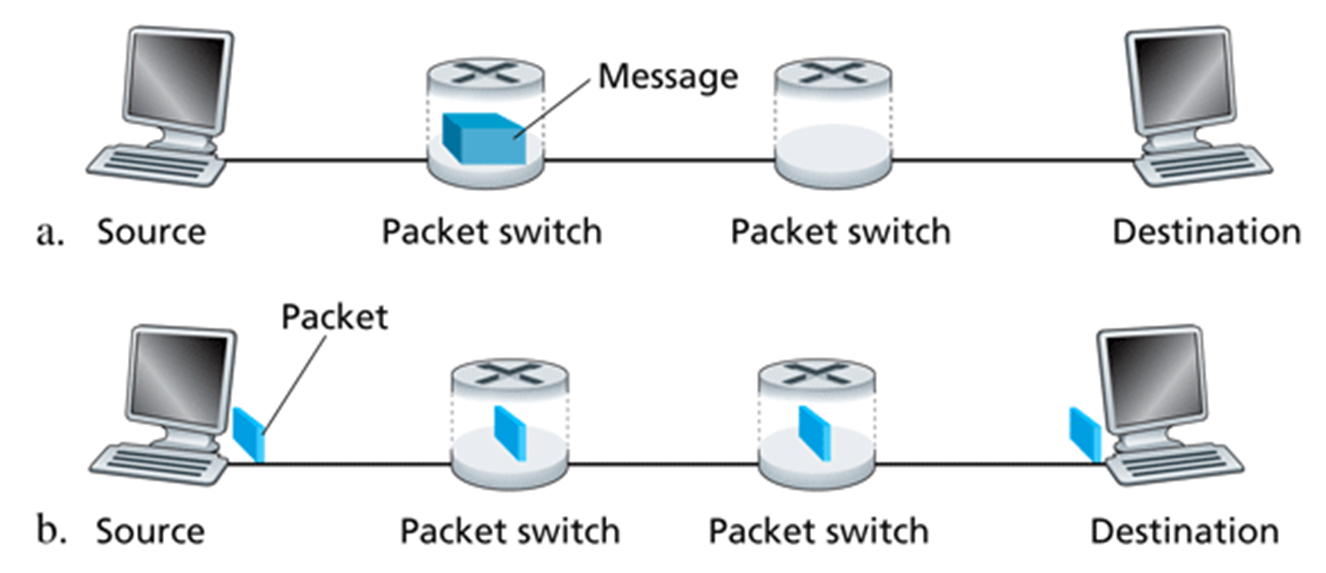 Message
a. Source Packet switch Packet switch Destination
Packet
b. Source Packet switch Packet switch Destination